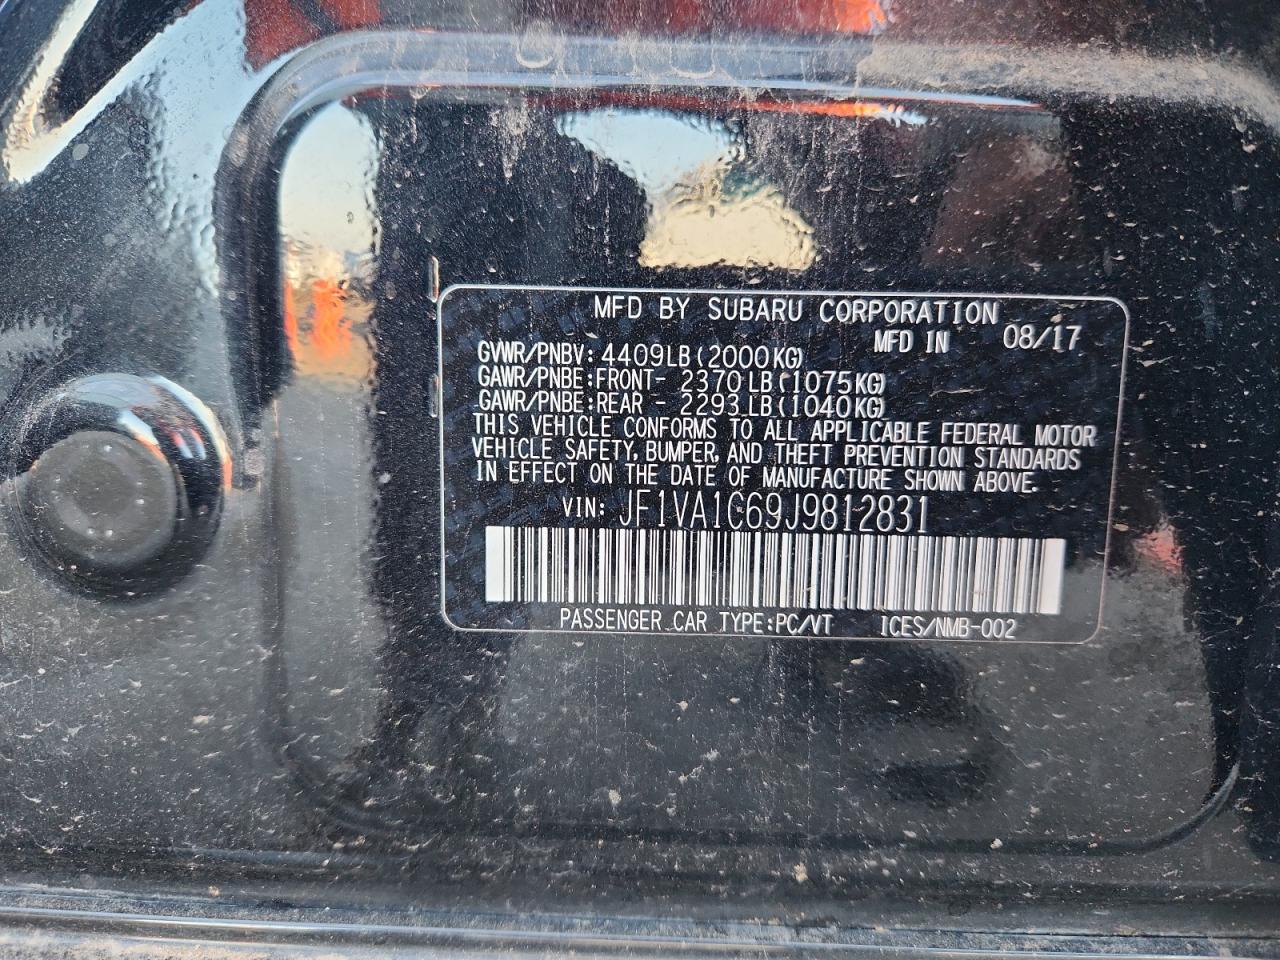 MFD BY SUBARU CORPORATION
MFD IN 08/17
GVWR/PNBV: 4409LB(2000KG)
GAWR/PNBE:FRONT- 2370LB(1075KG)
GAWR/PNBE:REAR - 2293LB(1040KG)
THIS VEHICLE CONFORMS TO ALL APPLICABLE FEDERAL MOTOR
VEHICLE SAFETY, BUMPER, AND THEFT PREVENTION STANDARDS
IN EFFECT ON THE DATE OF MANUFACTURE SHOWN ABOVE.
VIN: JF1VA1C69J9812831
PASSENGER CAR TYPE:PC/VT ICES/NMB-002